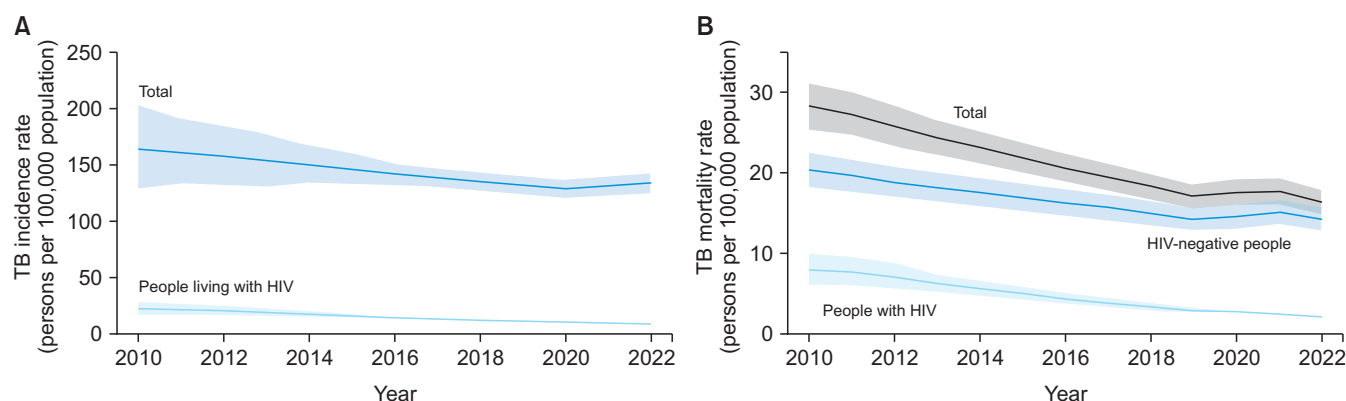 A
TB incidence rate
(persons per 100,000 population)
250
200
150
100
50
0
Total
People living with HIV
2010 2012 2014 2016 2018 2020 2022
Year
B
TB mortality rate
(persons per 100,000 population)
30
20
10
0
Total
HIV-negative people
People with HIV
2010 2012 2014 2016 2018 2020 2022
Year